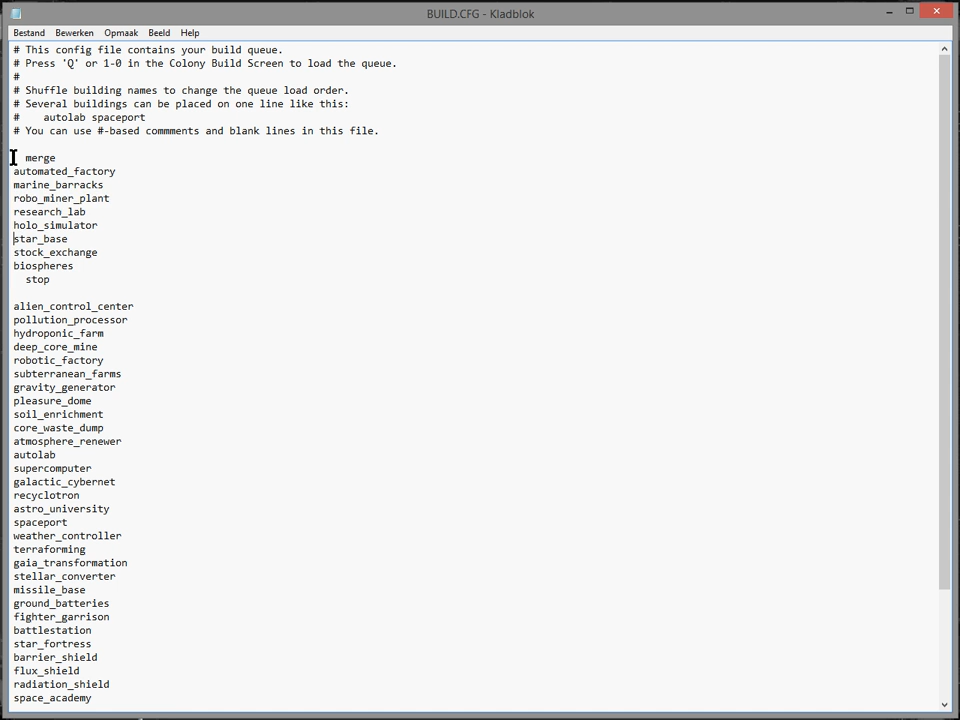 BUILD.CFG - Kladblok
Bestand Bewerken Opmaak Beeld Help
# This config file contains your build queue.
# Press 'Q' or 1-0 in the Colony Build Screen to load the queue.
#
# Shuffle building names to change the queue load order.
# Several buildings can be placed on one line like this:
#    autolab spaceport
# You can use #-based commments and blank lines in this file.
  merge
automated_factory
marine_barracks
robo_miner_plant
research_lab
holo_simulator
star_base
stock_exchange
biospheres
  stop
alien_control_center
pollution_processor
hydroponic_farm
deep_core_mine
robotic_factory
subterranean_farms
gravity_generator
pleasure_dome
soil_enrichment
core_waste_dump
atmosphere_renewer
autolab
supercomputer
galactic_cybernet
recyclotron
astro_university
spaceport
weather_controller
terraforming
gaia_transformation
stellar_converter
missile_base
ground_batteries
fighter_garrison
battlestation
star_fortress
barrier_shield
flux_shield
radiation_shield
space_academy